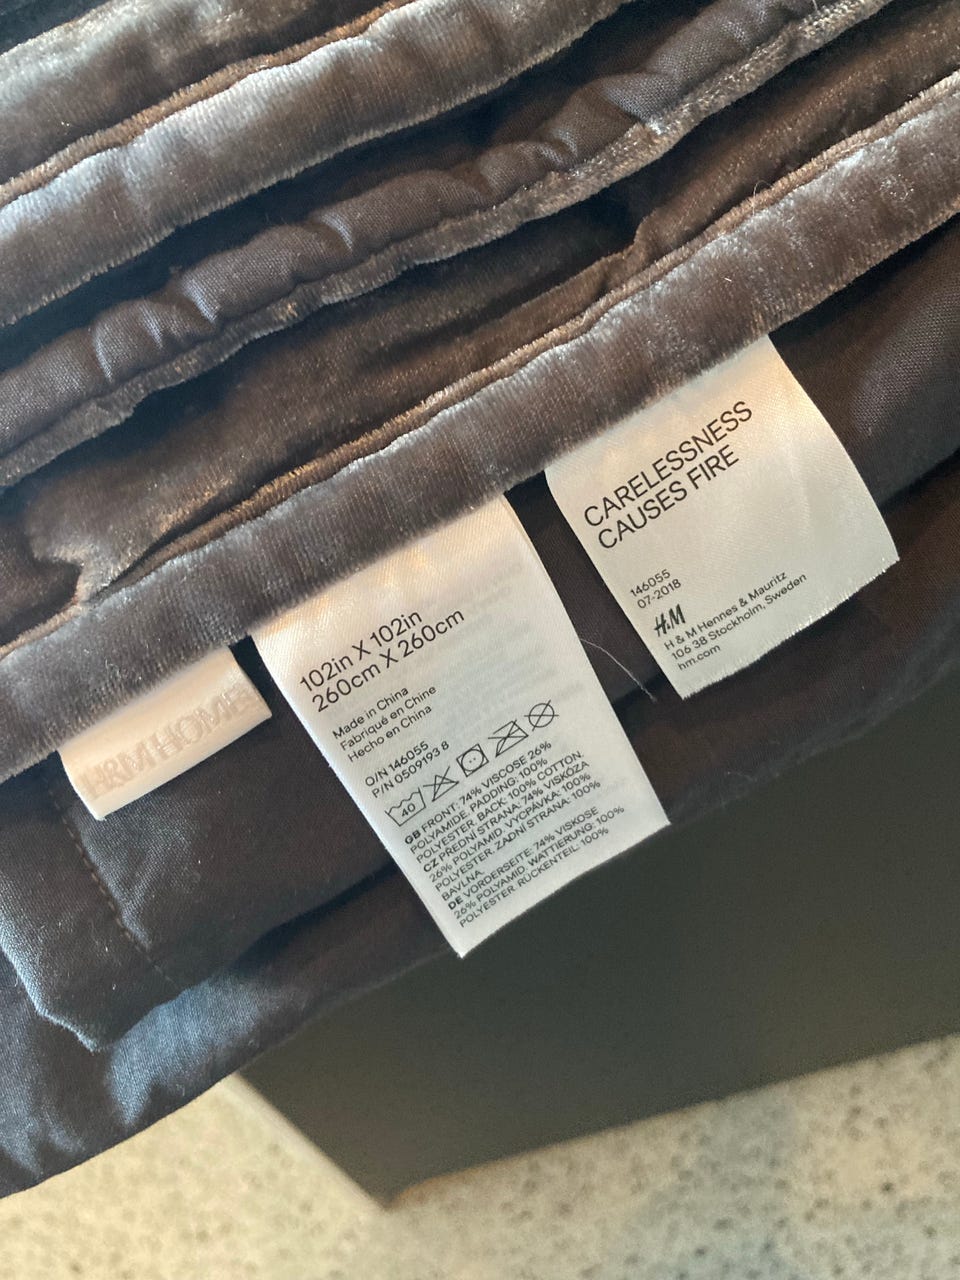 H&M HOME
102in X 102in
260cm X 260cm
Made in China
Fabriqué en Chine
Hecho en China
O/N 146055
P/N 0509193 8
40
GB FRONT: 74% VISCOSE 26%
POLYAMIDE. PADDING: 100%
POLYESTER. BACK: 100% COTTON.
CZ PŘEDNÍ STRANA: 74% VISKÓZA
26% POLYAMID. VYCPÁVKA: 100%
POLYESTER. ZADNÍ STRANA: 100%
BAVLNA.
DE VORDERSEITE: 74% VISKOSE
26% POLYAMID. WATTIERUNG: 100%
POLYESTER. RÜCKENTEIL: 100%
CARELESSNESS
CAUSES FIRE
146055
07-2018
H&M
H & M Hennes & Mauritz
106 38 Stockholm, Sweden
hm.com